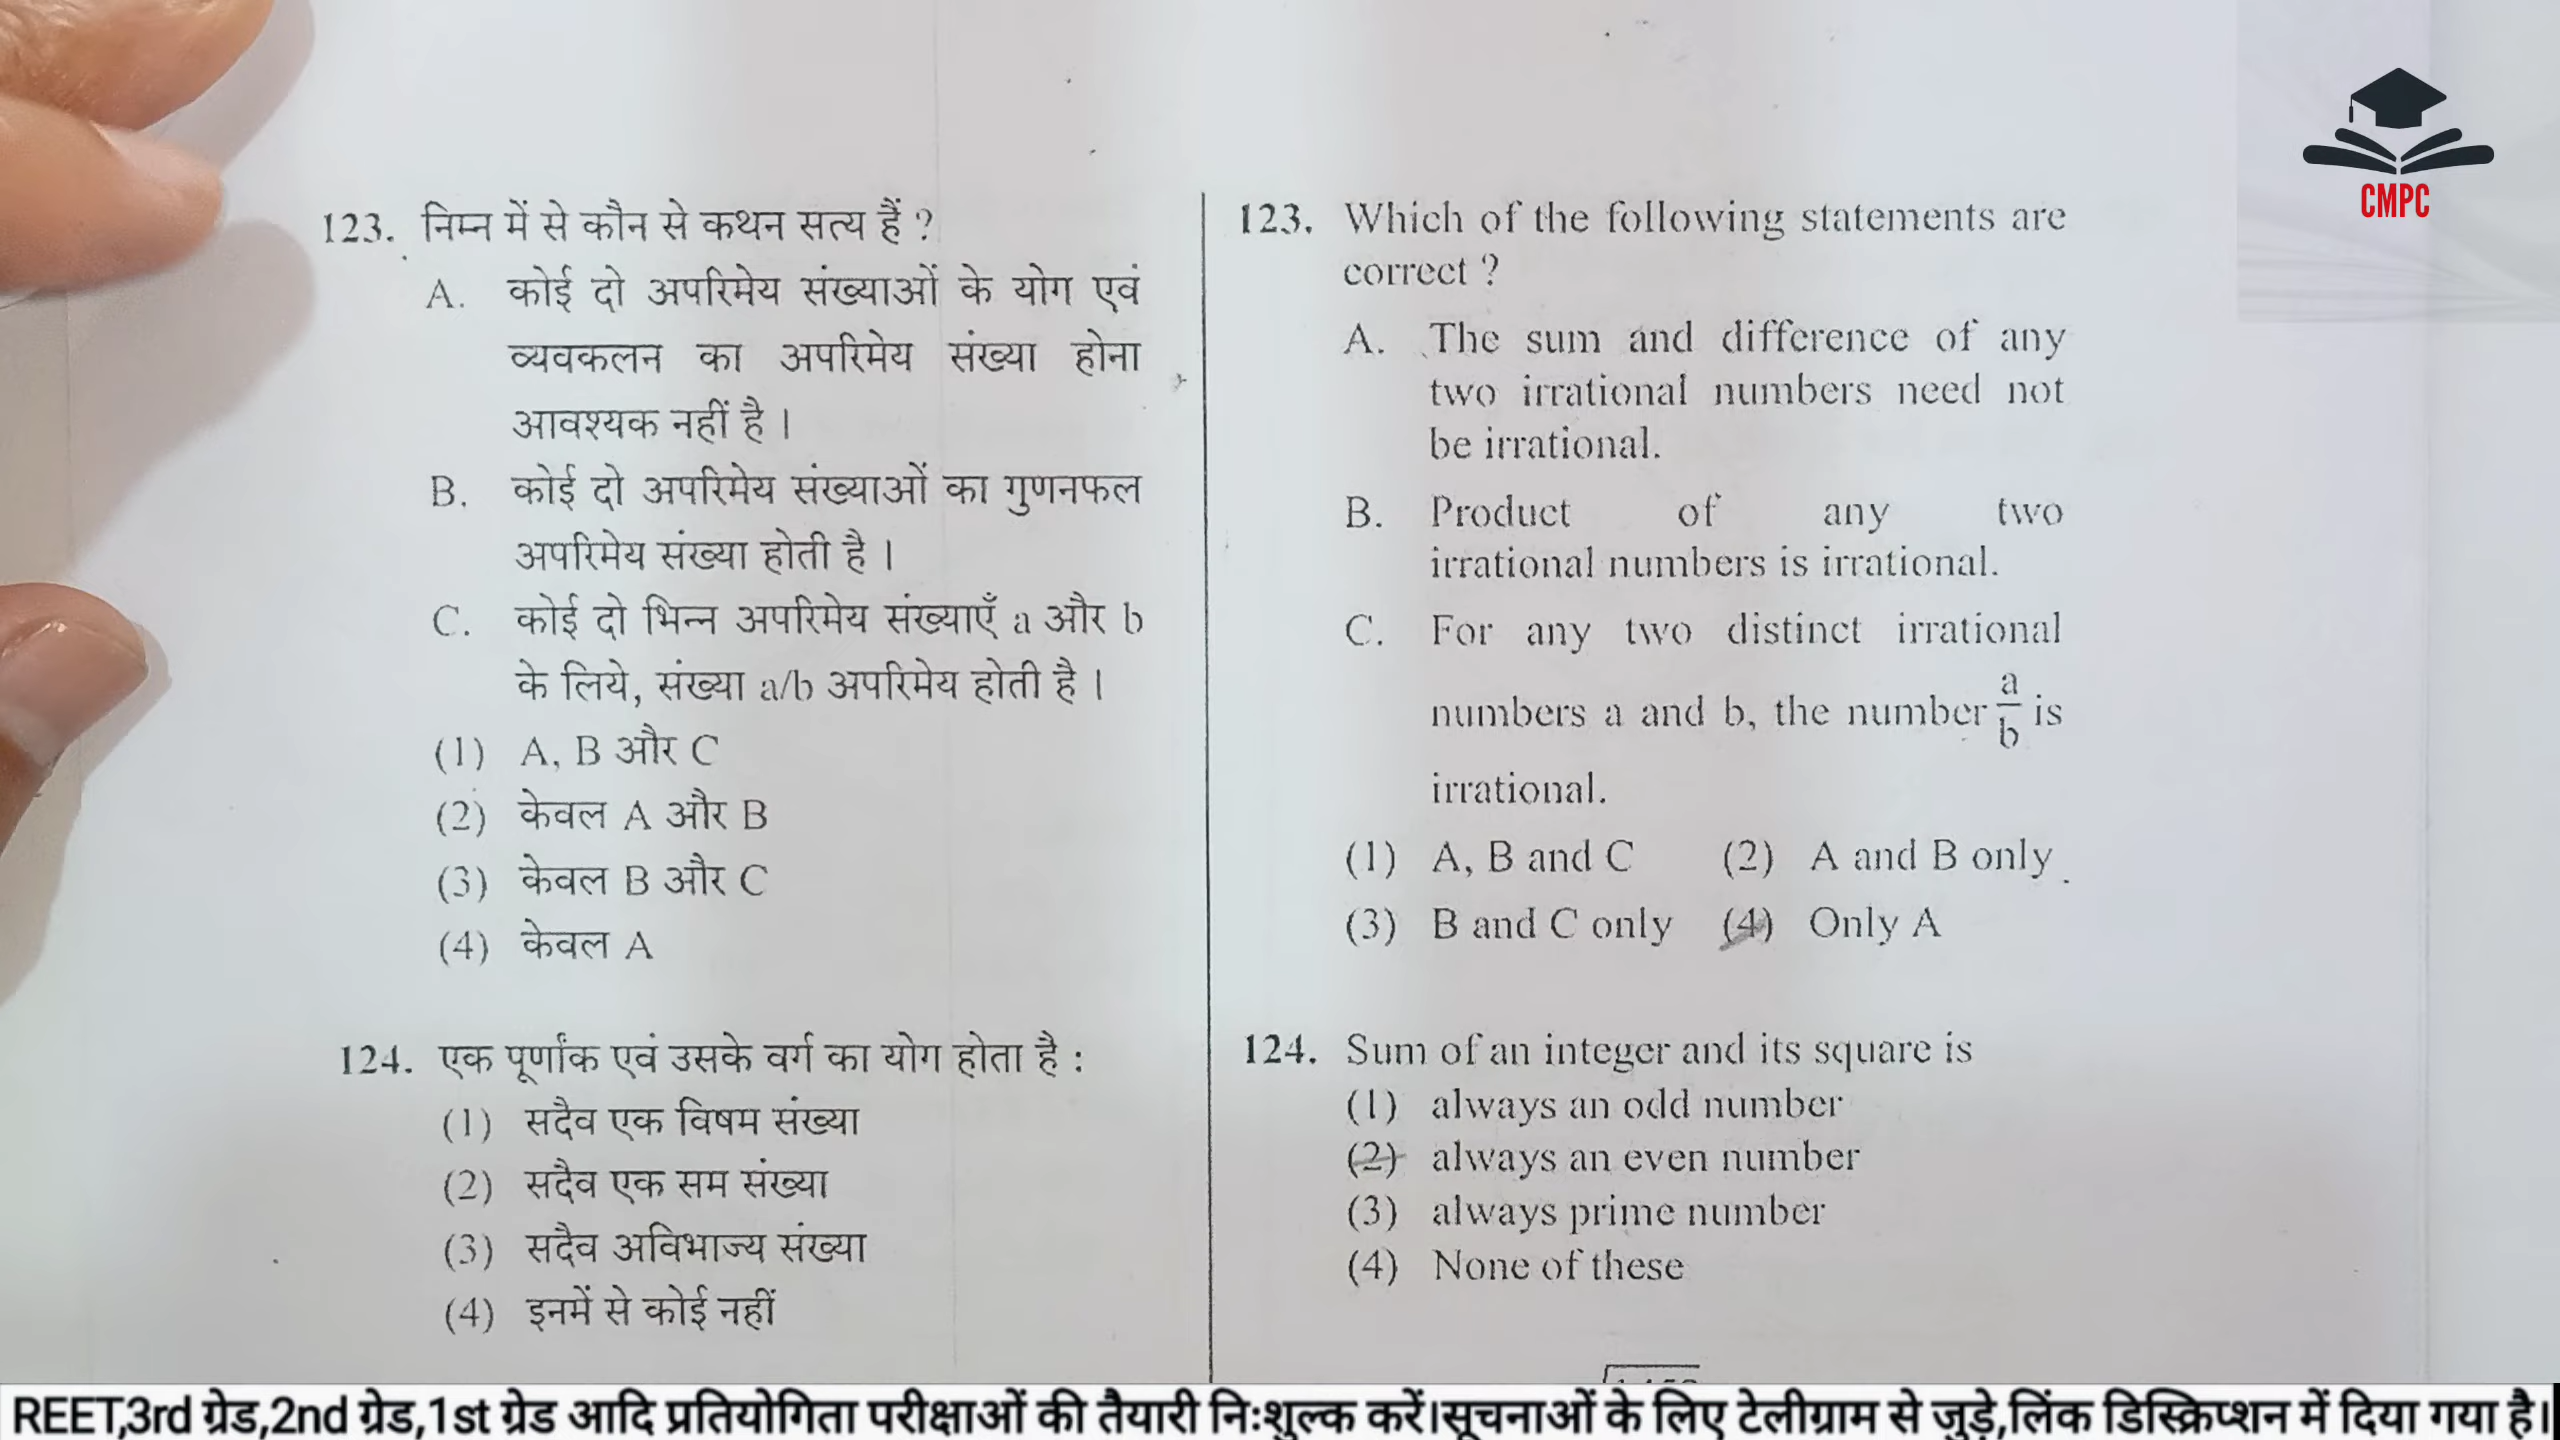 CMPC
123. निम्न में से कौन से कथन सत्य हैं ?
A. कोई दो अपरिमेय संख्याओं के योग एवं
व्यवकलन का अपरिमेय संख्या होना
आवश्यक नहीं है ।
B. कोई दो अपरिमेय संख्याओं का गुणनफल
अपरिमेय संख्या होती है ।
C. कोई दो भिन्न अपरिमेय संख्याएँ a और b
के लिये, संख्या a/b अपरिमेय होती है ।
(1) A, B और C
(2) केवल A और B
(3) केवल B और C
(4) केवल A
124. एक पूर्णांक एवं उसके वर्ग का योग होता है :
(1) सदैव एक विषम संख्या
(2) सदैव एक सम संख्या
(3) सदैव अविभाज्य संख्या
(4) इनमें से कोई नहीं
123. Which of the following statements are
correct ?
A. The sum and difference of any
two irrational numbers need not
be irrational.
B. Product of any two
irrational numbers is irrational.
C. For any two distinct irrational
numbers a and b, the number a/b is
irrational.
(1) A, B and C (2) A and B only
(3) B and C only (4) Only A
124. Sum of an integer and its square is
(1) always an odd number
(2) always an even number
(3) always prime number
(4) None of these
REET,3rd ग्रेड,2nd ग्रेड,1st ग्रेड आदि प्रतियोगिता परीक्षाओं की तैयारी निःशुल्क करें।सूचनाओं के लिए टेलीग्राम से जुड़े,लिंक डिस्क्रिप्शन में दिया गया है।